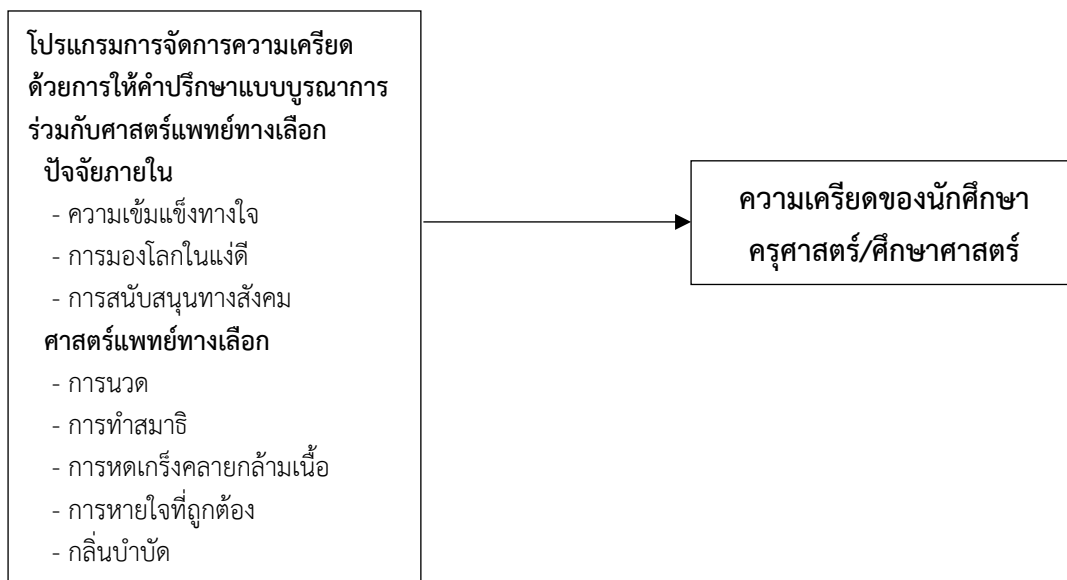 โปรแกรมการจัดการความเครียด
ด้วยการให้คำปรึกษาแบบบูรณาการ
ร่วมกับศาสตร์แพทย์ทางเลือก
ปัจจัยภายใน
- ความเข้มแข็งทางใจ
- การมองโลกในแง่ดี
- การสนับสนุนทางสังคม
ศาสตร์แพทย์ทางเลือก
- การนวด
- การทำสมาธิ
- การหดเกร็งคลายกล้ามเนื้อ
- การหายใจที่ถูกต้อง
- กลิ่นบำบัด
ความเครียดของนักศึกษา
ครุศาสตร์/ศึกษาศาสตร์